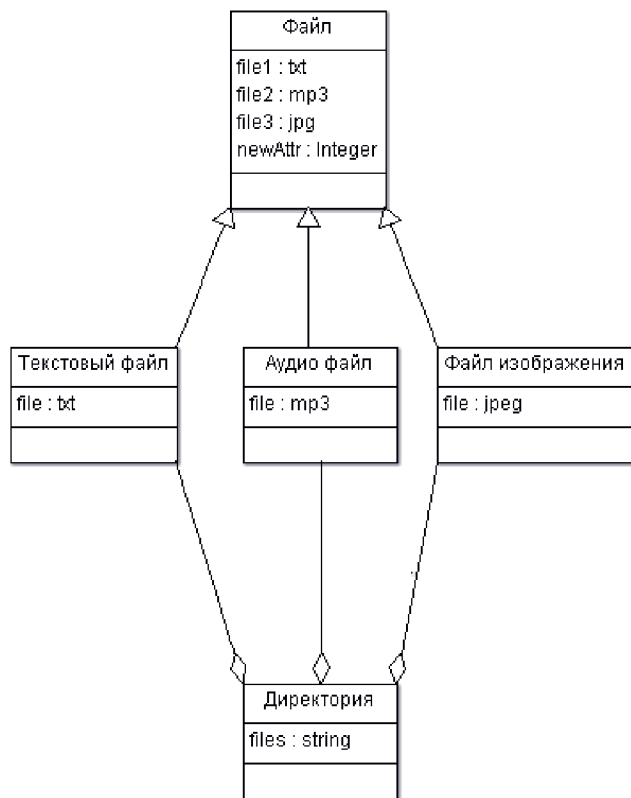 Файл
file1 : txt
file2 : mp3
file3 : jpg
newAttr : Integer
Текстовый файл
file : txt
Аудио файл
file : mp3
Файл изображения
file : jpeg
Директория
files : string